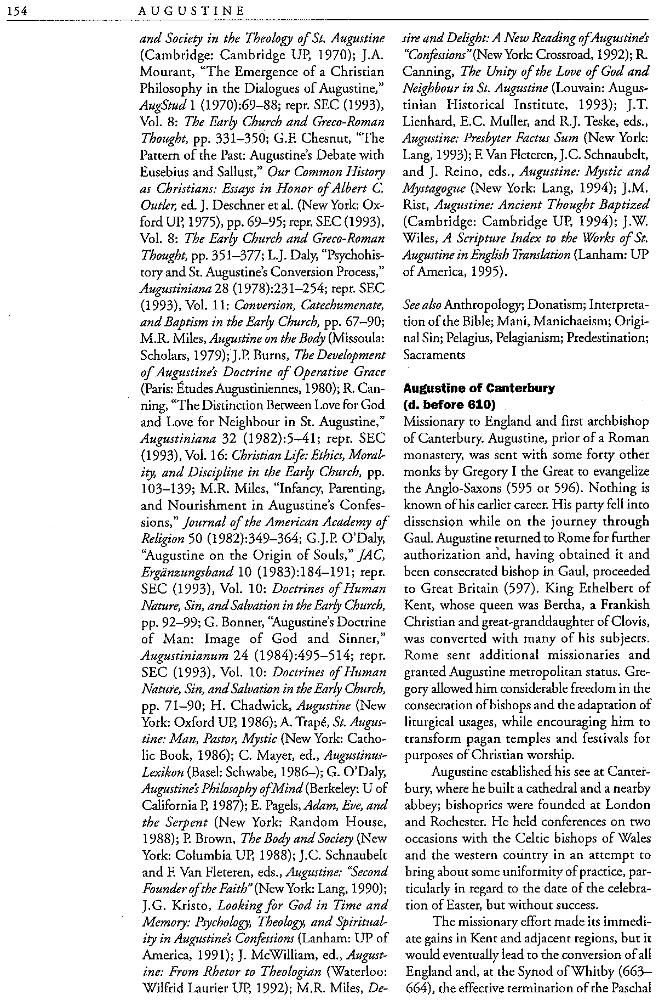 154 AUGUSTINE
and Society in the Theology of St. Augustine
(Cambridge: Cambridge UP, 1970); J.A.
Mourant, “The Emergence of a Christian
Philosophy in the Dialogues of Augustine,”
AugStud 1 (1970):69–88; repr. SEC (1993),
Vol. 8: The Early Church and Greco-Roman
Thought, pp. 331–350; G.F. Chesnut, “The
Pattern of the Past: Augustine’s Debate with
Eusebius and Sallust,” Our Common History
as Christians: Essays in Honor of Albert C.
Outler, ed. J. Deschner et al. (New York: Ox-
ford UP, 1975), pp. 69–95; repr. SEC (1993),
Vol. 8: The Early Church and Greco-Roman
Thought, pp. 351–377; L.J. Daly, “Psychohis-
tory and St. Augustine’s Conversion Process,”
Augustiniana 28 (1978):231–254; repr. SEC
(1993), Vol. 11: Conversion, Catechumenate,
and Baptism in the Early Church, pp. 67–90;
M.R. Miles, Augustine on the Body (Missoula:
Scholars, 1979); J.P. Burns, The Development
of Augustine’s Doctrine of Operative Grace
(Paris: Études Augustiniennes, 1980); R. Can-
ning, “The Distinction Between Love for God
and Love for Neighbour in St. Augustine,”
Augustiniana 32 (1982):5–41; repr. SEC
(1993), Vol. 16: Christian Life: Ethics, Moral-
ity, and Discipline in the Early Church, pp.
103–139; M.R. Miles, “Infancy, Parenting,
and Nourishment in Augustine’s Confes-
sions,” Journal of the American Academy of
Religion 50 (1982):349–364; G.J.P. O’Daly,
“Augustine on the Origin of Souls,” JAC,
Ergänzungsband 10 (1983):184–191; repr.
SEC (1993), Vol. 10: Doctrines of Human
Nature, Sin, and Salvation in the Early Church,
pp. 92–99; G. Bonner, “Augustine’s Doctrine
of Man: Image of God and Sinner,”
Augustinianum 24 (1984):495–514; repr.
SEC (1993), Vol. 10: Doctrines of Human
Nature, Sin, and Salvation in the Early Church,
pp. 71–90; H. Chadwick, Augustine (New
York: Oxford UP, 1986); A. Trapé, St. Augus-
tine: Man, Pastor, Mystic (New York: Catho-
lic Book, 1986); C. Mayer, ed., Augustinus-
Lexikon (Basel: Schwabe, 1986–); G. O’Daly,
Augustine’s Philosophy of Mind (Berkeley: U of
California P, 1987); E. Pagels, Adam, Eve, and
the Serpent (New York: Random House,
1988); P. Brown, The Body and Society (New
York: Columbia UP, 1988); J.C. Schnaubelt
and F. Van Fleteren, eds., Augustine: “Second
Founder of the Faith” (New York: Lang, 1990);
J.G. Kristo, Looking for God in Time and
Memory: Psychology, Theology, and Spiritual-
ity in Augustine’s Confessions (Lanham: UP of
America, 1991); J. McWilliam, ed., August-
ine: From Rhetor to Theologian (Waterloo:
Wilfrid Laurier UP, 1992); M.R. Miles, De-
sire and Delight: A New Reading of Augustine’s
“Confessions” (New York: Crossroad, 1992); R.
Canning, The Unity of the Love of God and
Neighbour in St. Augustine (Louvain: Augus-
tinian Historical Institute, 1993); J.T.
Lienhard, E.C. Muller, and R.J. Teske, eds.,
Augustine: Presbyter Factus Sum (New York:
Lang, 1993); F. Van Fleteren, J.C. Schnaubelt,
and J. Reino, eds., Augustine: Mystic and
Mystagogue (New York: Lang, 1994); J.M.
Rist, Augustine: Ancient Thought Baptized
(Cambridge: Cambridge UP, 1994); J.W.
Wiles, A Scripture Index to the Works of St.
Augustine in English Translation (Lanham: UP
of America, 1995).
See also Anthropology; Donatism; Interpreta-
tion of the Bible; Mani, Manichaeism; Origi-
nal Sin; Pelagius, Pelagianism; Predestination;
Sacraments
Augustine of Canterbury
(d. before 610)
Missionary to England and first archbishop
of Canterbury. Augustine, prior of a Roman
monastery, was sent with some forty other
monks by Gregory I the Great to evangelize
the Anglo-Saxons (595 or 596). Nothing is
known of his earlier career. His party fell into
dissension while on the journey through
Gaul. Augustine returned to Rome for further
authorization and, having obtained it and
been consecrated bishop in Gaul, proceeded
to Great Britain (597). King Ethelbert of
Kent, whose queen was Bertha, a Frankish
Christian and great-granddaughter of Clovis,
was converted with many of his subjects.
Rome sent additional missionaries and
granted Augustine metropolitan status. Gre-
gory allowed him considerable freedom in the
consecration of bishops and the adaptation of
liturgical usages, while encouraging him to
transform pagan temples and festivals for
purposes of Christian worship.
Augustine established his see at Canter-
bury, where he built a cathedral and a nearby
abbey; bishoprics were founded at London
and Rochester. He held conferences on two
occasions with the Celtic bishops of Wales
and the western country in an attempt to
bring about some uniformity of practice, par-
ticularly in regard to the date of the celebra-
tion of Easter, but without success.
The missionary effort made its immedi-
ate gains in Kent and adjacent regions, but it
would eventually lead to the conversion of all
England and, at the Synod of Whitby (663–
664), the effective termination of the Paschal